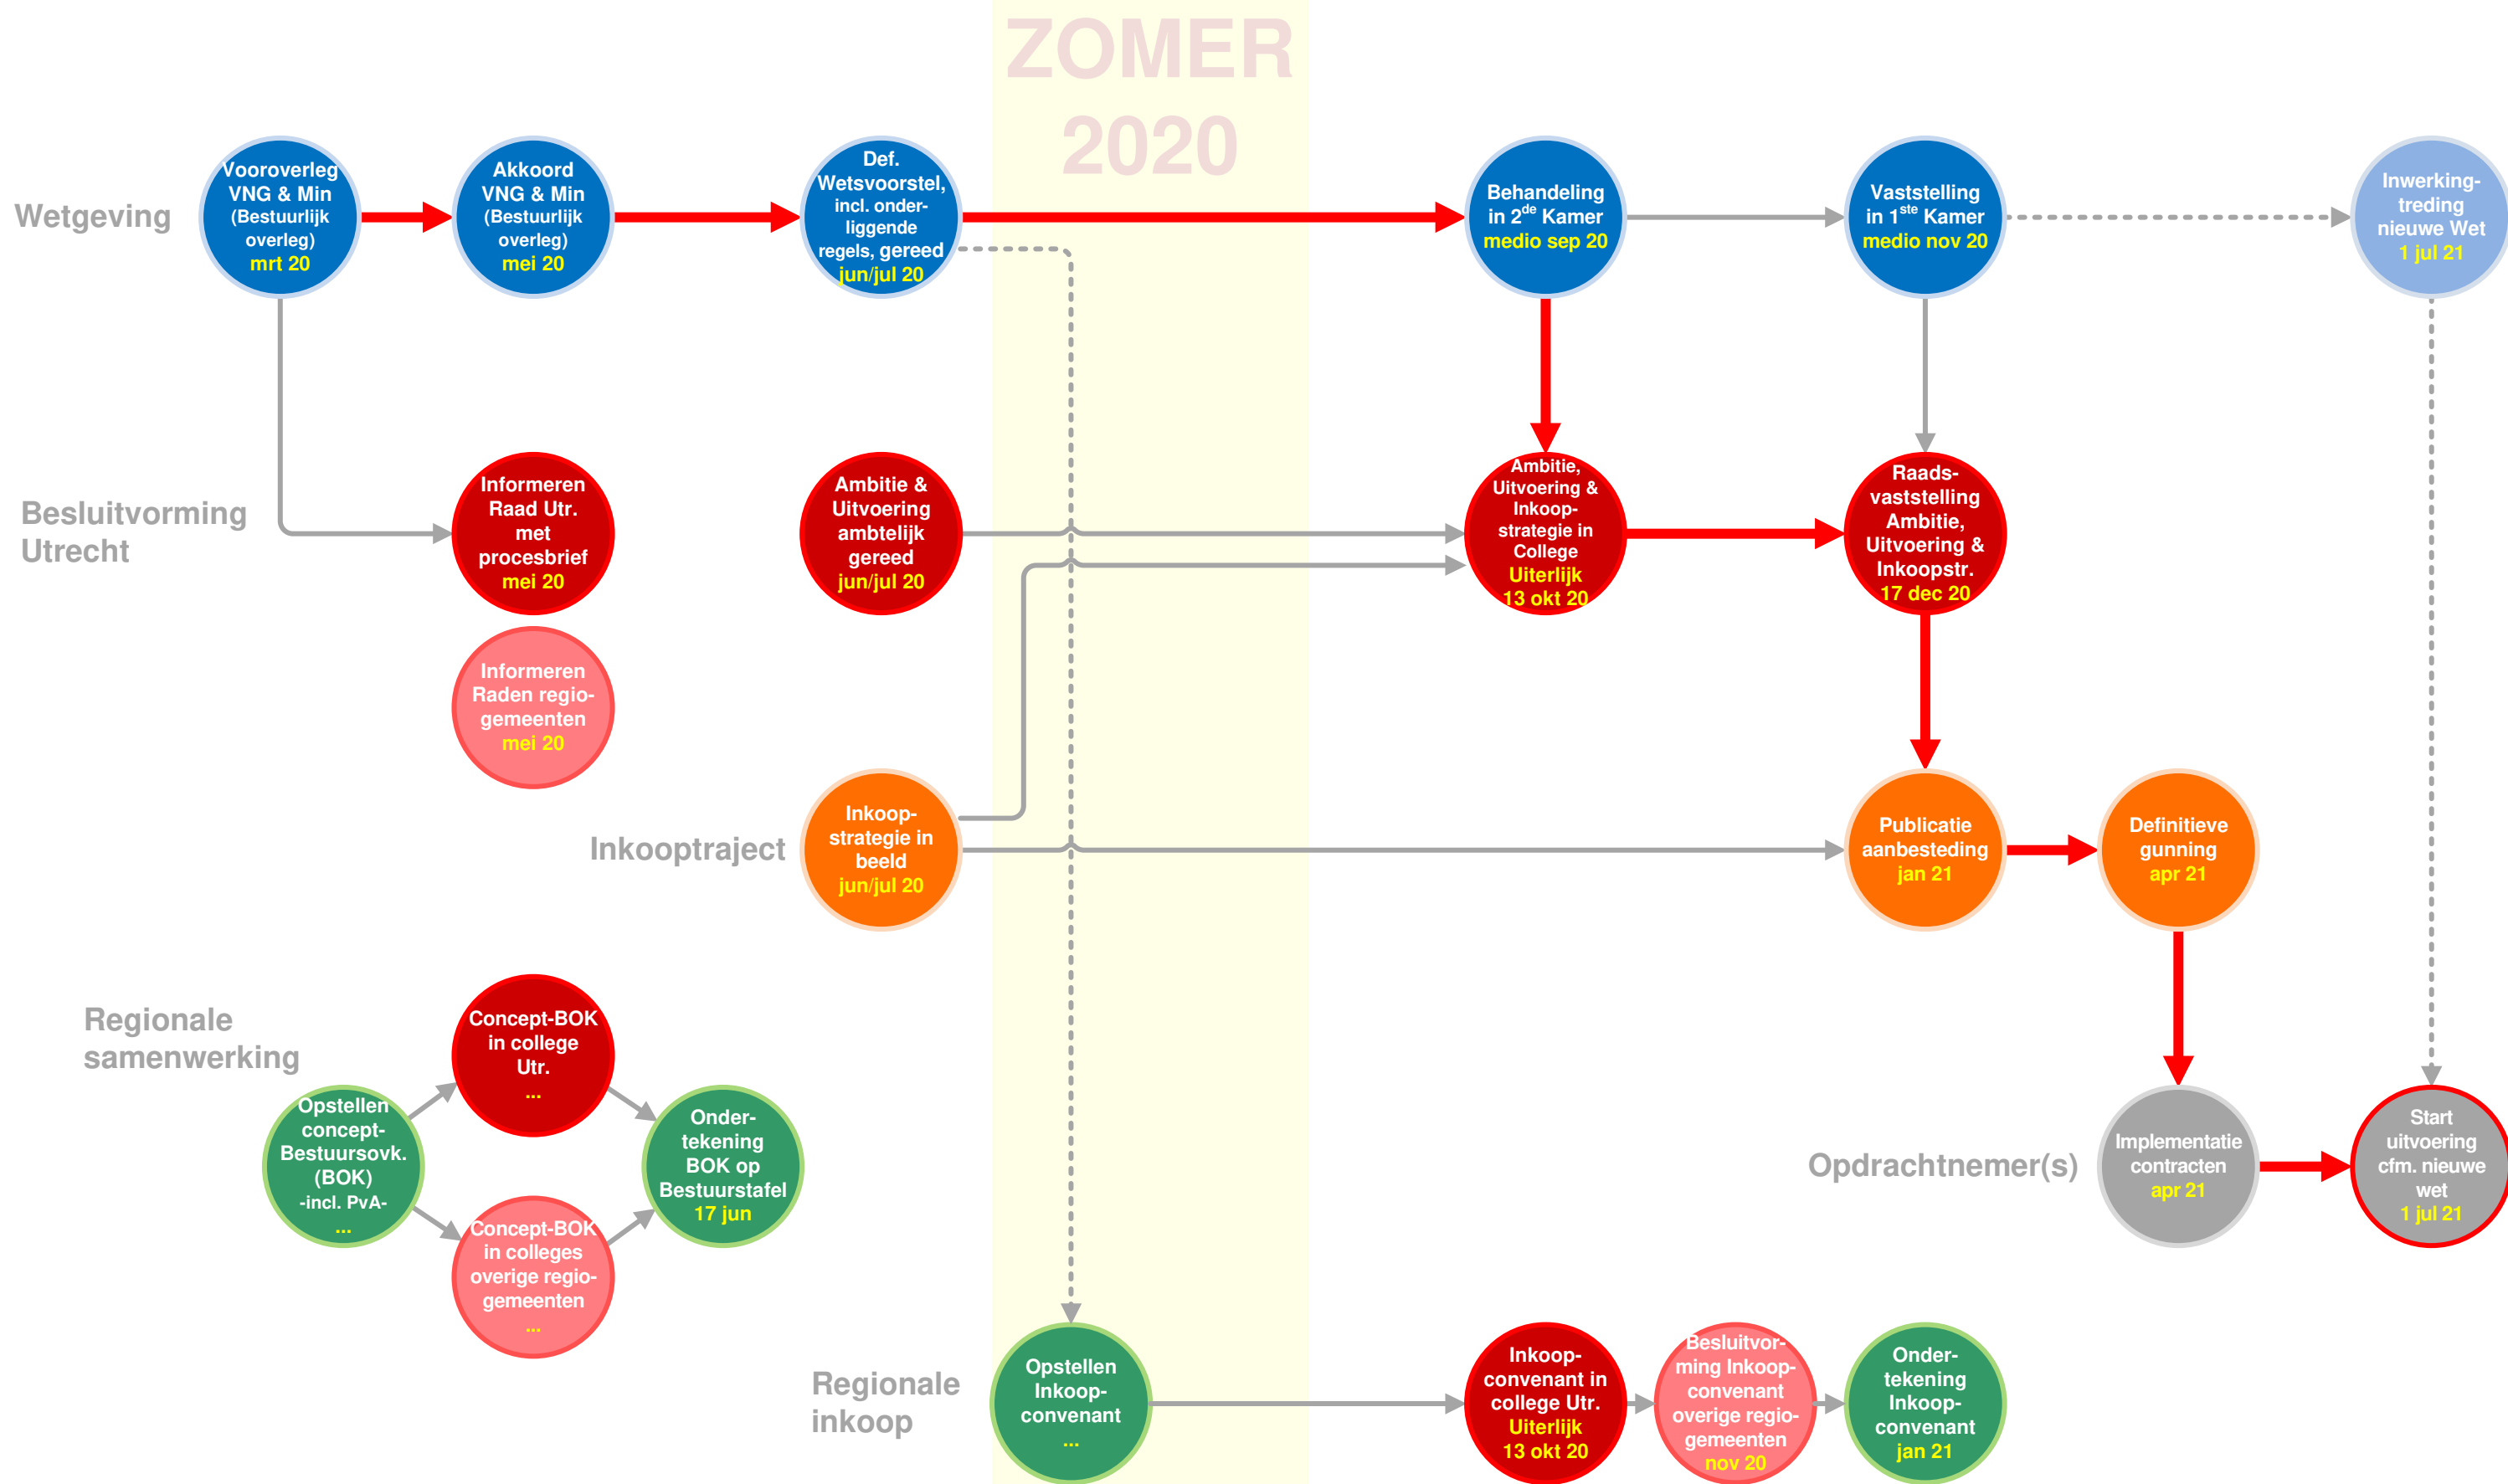 ZOMER
2020
Wetgeving
Vooroverleg
VNG & Min
(Bestuurlijk
overleg)
mrt 20
Akkoord
VNG & Min
(Bestuurlijk
overleg)
mei 20
Def.
Wetsvoorstel,
incl. onder-
liggende
regels, gereed
jun/jul 20
Behandeling
in 2de Kamer
medio sep 20
Vaststelling
in 1ste Kamer
medio nov 20
Inwerking-
treding
nieuwe Wet
1 jul 21
Besluitvorming
Utrecht
Informeren
Raad Utr.
met
procesbrief
mei 20
Ambitie &
Uitvoering
ambtelijk
gereed
jun/jul 20
Ambitie,
Uitvoering &
Inkoop-
strategie in
College
Uiterlijk
13 okt 20
Raads-
vaststelling
Ambitie,
Uitvoering &
Inkoopstr.
17 dec 20
Informeren
Raden regio-
gemeenten
mei 20
Inkooptraject
Inkoop-
strategie in
beeld
jun/jul 20
Publicatie
aanbesteding
jan 21
Definitieve
gunning
apr 21
Regionale
samenwerking
Opstellen
concept-
Bestuursovk.
(BOK)
-incl. PvA-
...
Concept-BOK
in college
Utr.
...
Concept-BOK
in colleges
overige regio-
gemeenten
...
Onder-
tekening
BOK op
Bestuurstafel
17 jun
Opdrachtnemer(s)
Implementatie
contracten
apr 21
Start
uitvoering
cfm. nieuwe
wet
1 jul 21
Regionale
inkoop
Opstellen
Inkoop-
convenant
...
Inkoop-
convenant in
college Utr.
Uiterlijk
13 okt 20
Besluitvor-
ming Inkoop-
convenant
overige regio-
gemeenten
nov 20
Onder-
tekening
Inkoop-
convenant
jan 21